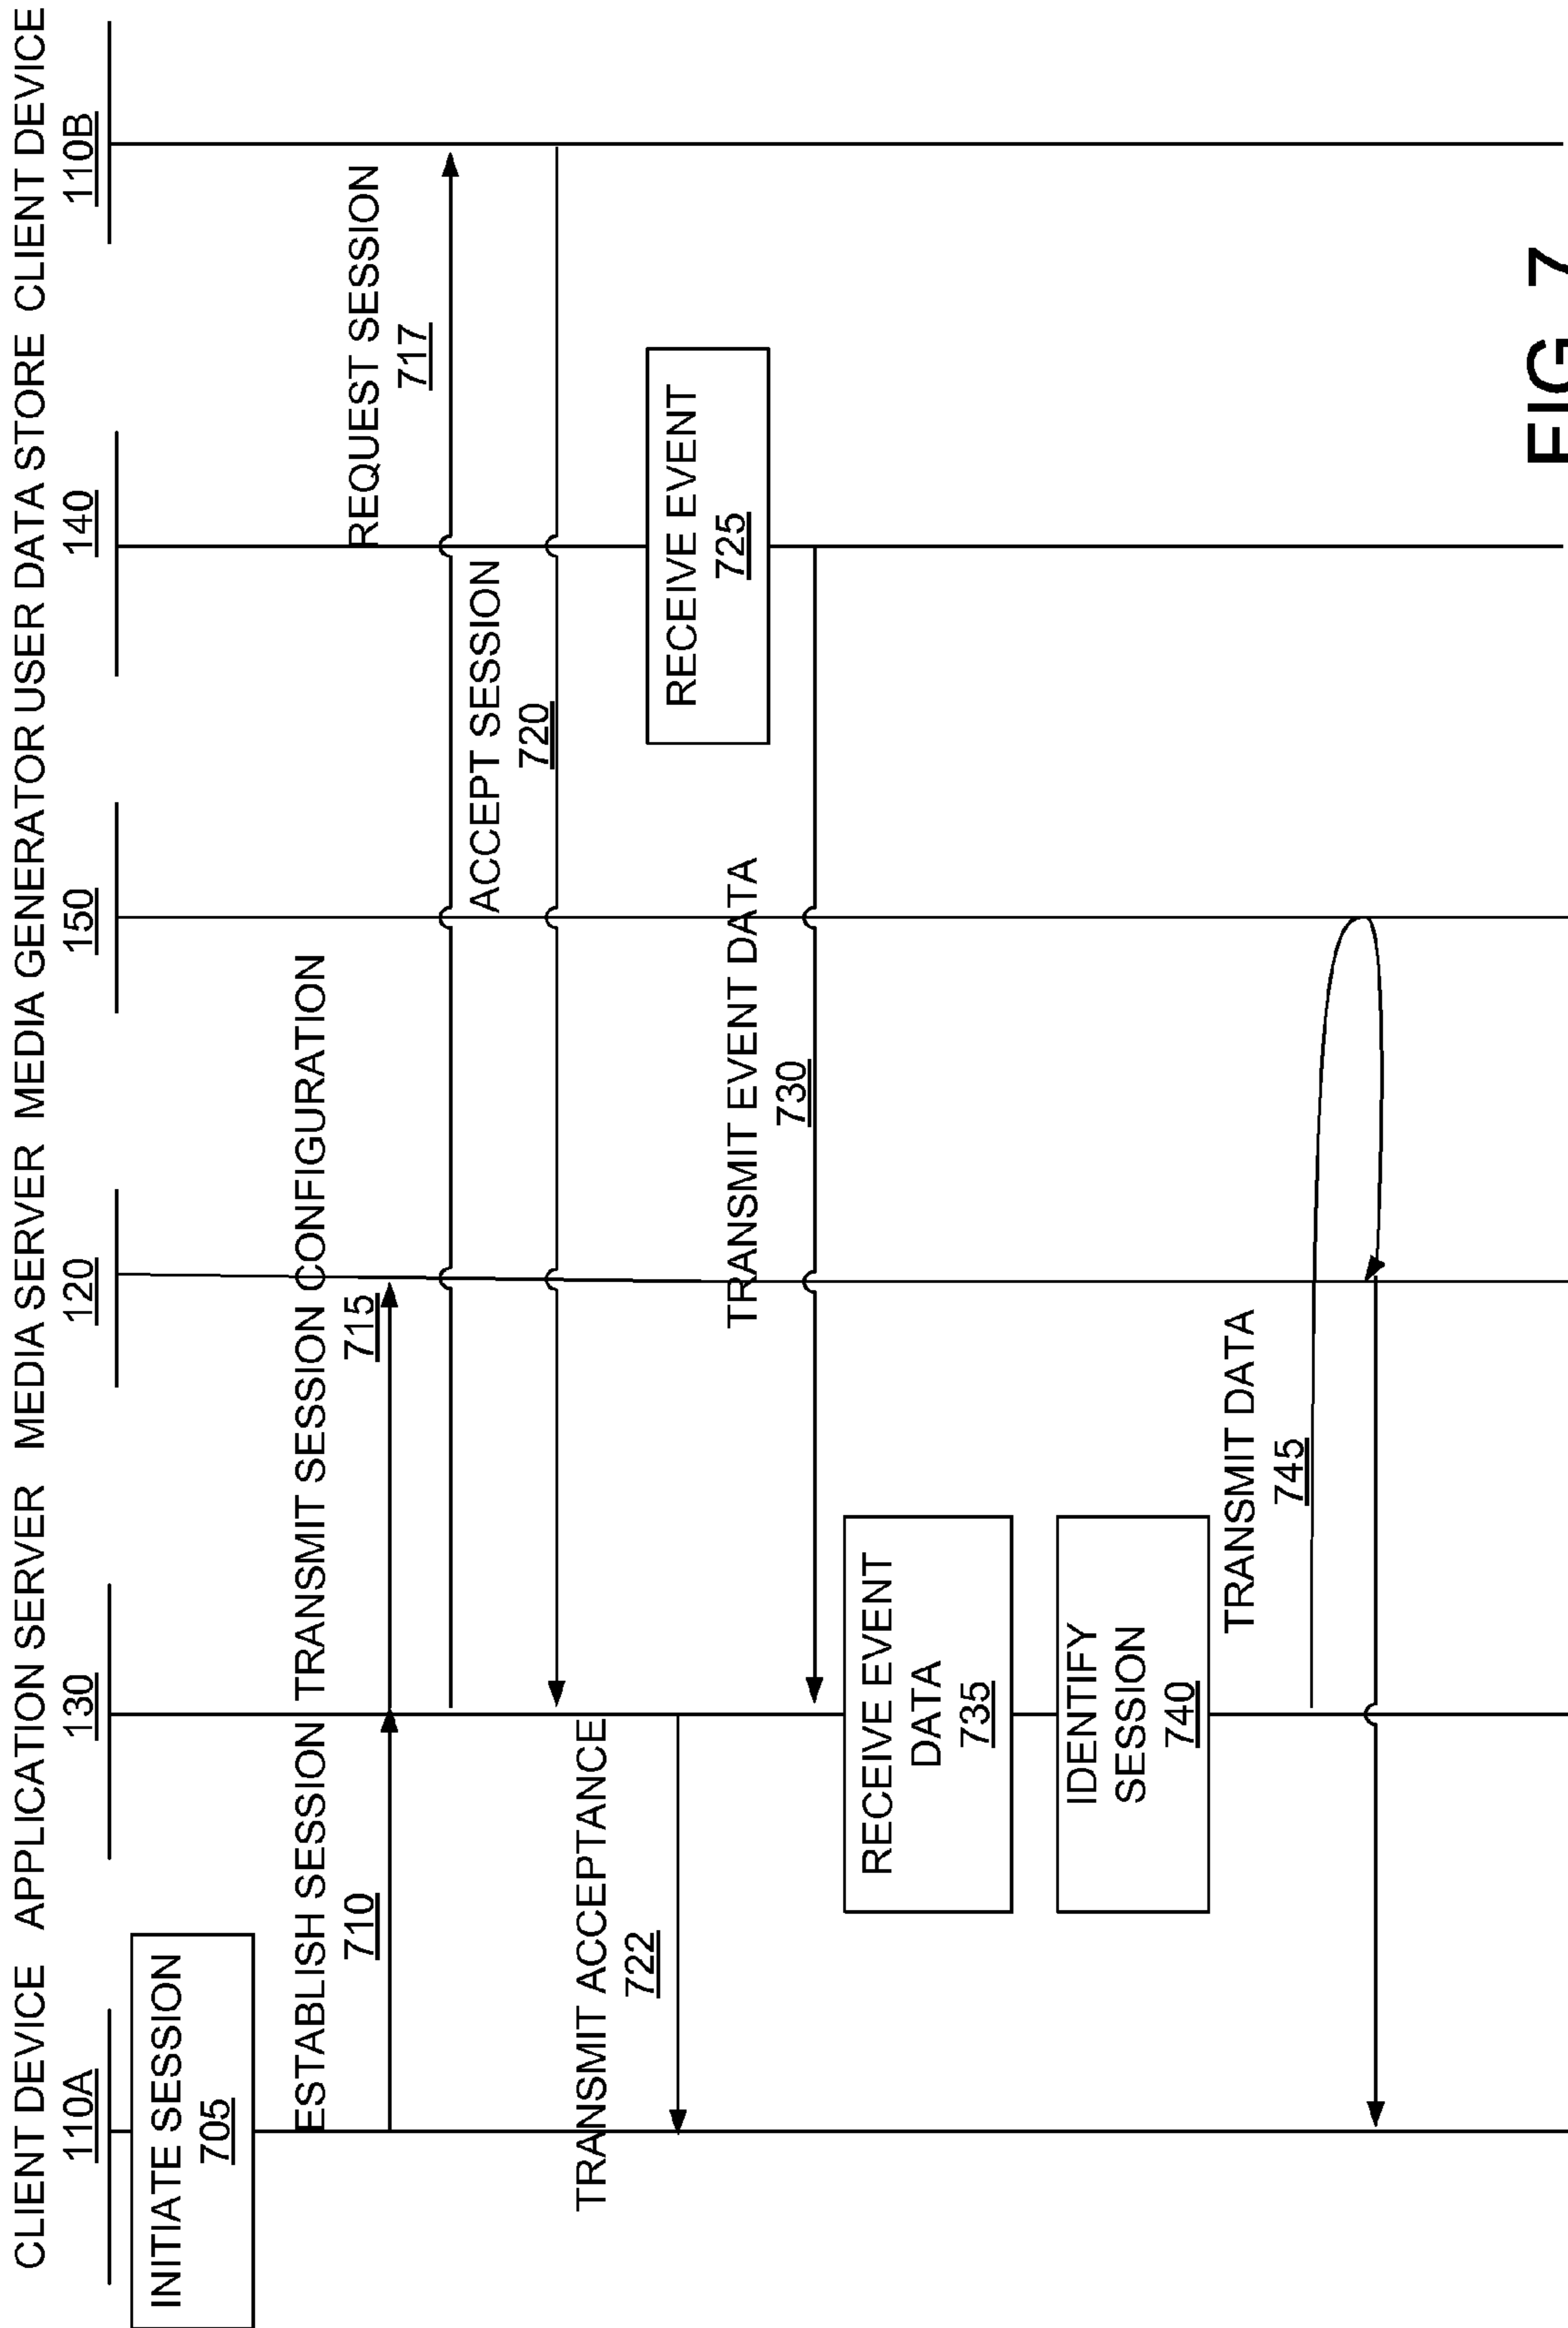 CLIENT DEVICE
110A
APPLICATION SERVER
130
MEDIA SERVER
120
MEDIA GENERATOR
150
USER DATA STORE
140
CLIENT DEVICE
110B
INITIATE SESSION
705
ESTABLISH SESSION
710
TRANSMIT SESSION CONFIGURATION
715
REQUEST SESSION
717
ACCEPT SESSION
720
TRANSMIT ACCEPTANCE
722
RECEIVE EVENT
725
TRANSMIT EVENT DATA
730
RECEIVE EVENT
DATA
735
IDENTIFY
SESSION
740
TRANSMIT DATA
745
FIG 7